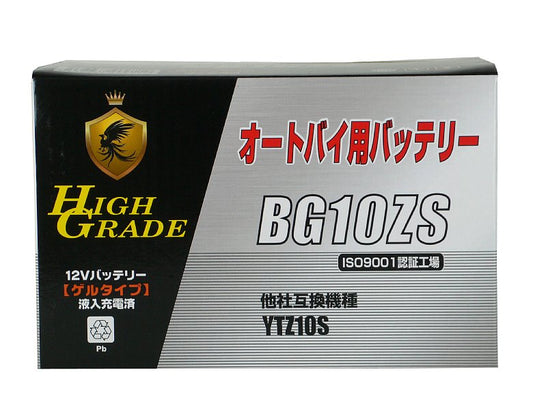 HIGH
GRADE
12Vバッテリー
【ゲルタイプ】
液入充電済
Pb
オートバイ用バッテリー
BG10ZS
ISO9001認証工場
他社互換機種
YTZ10S